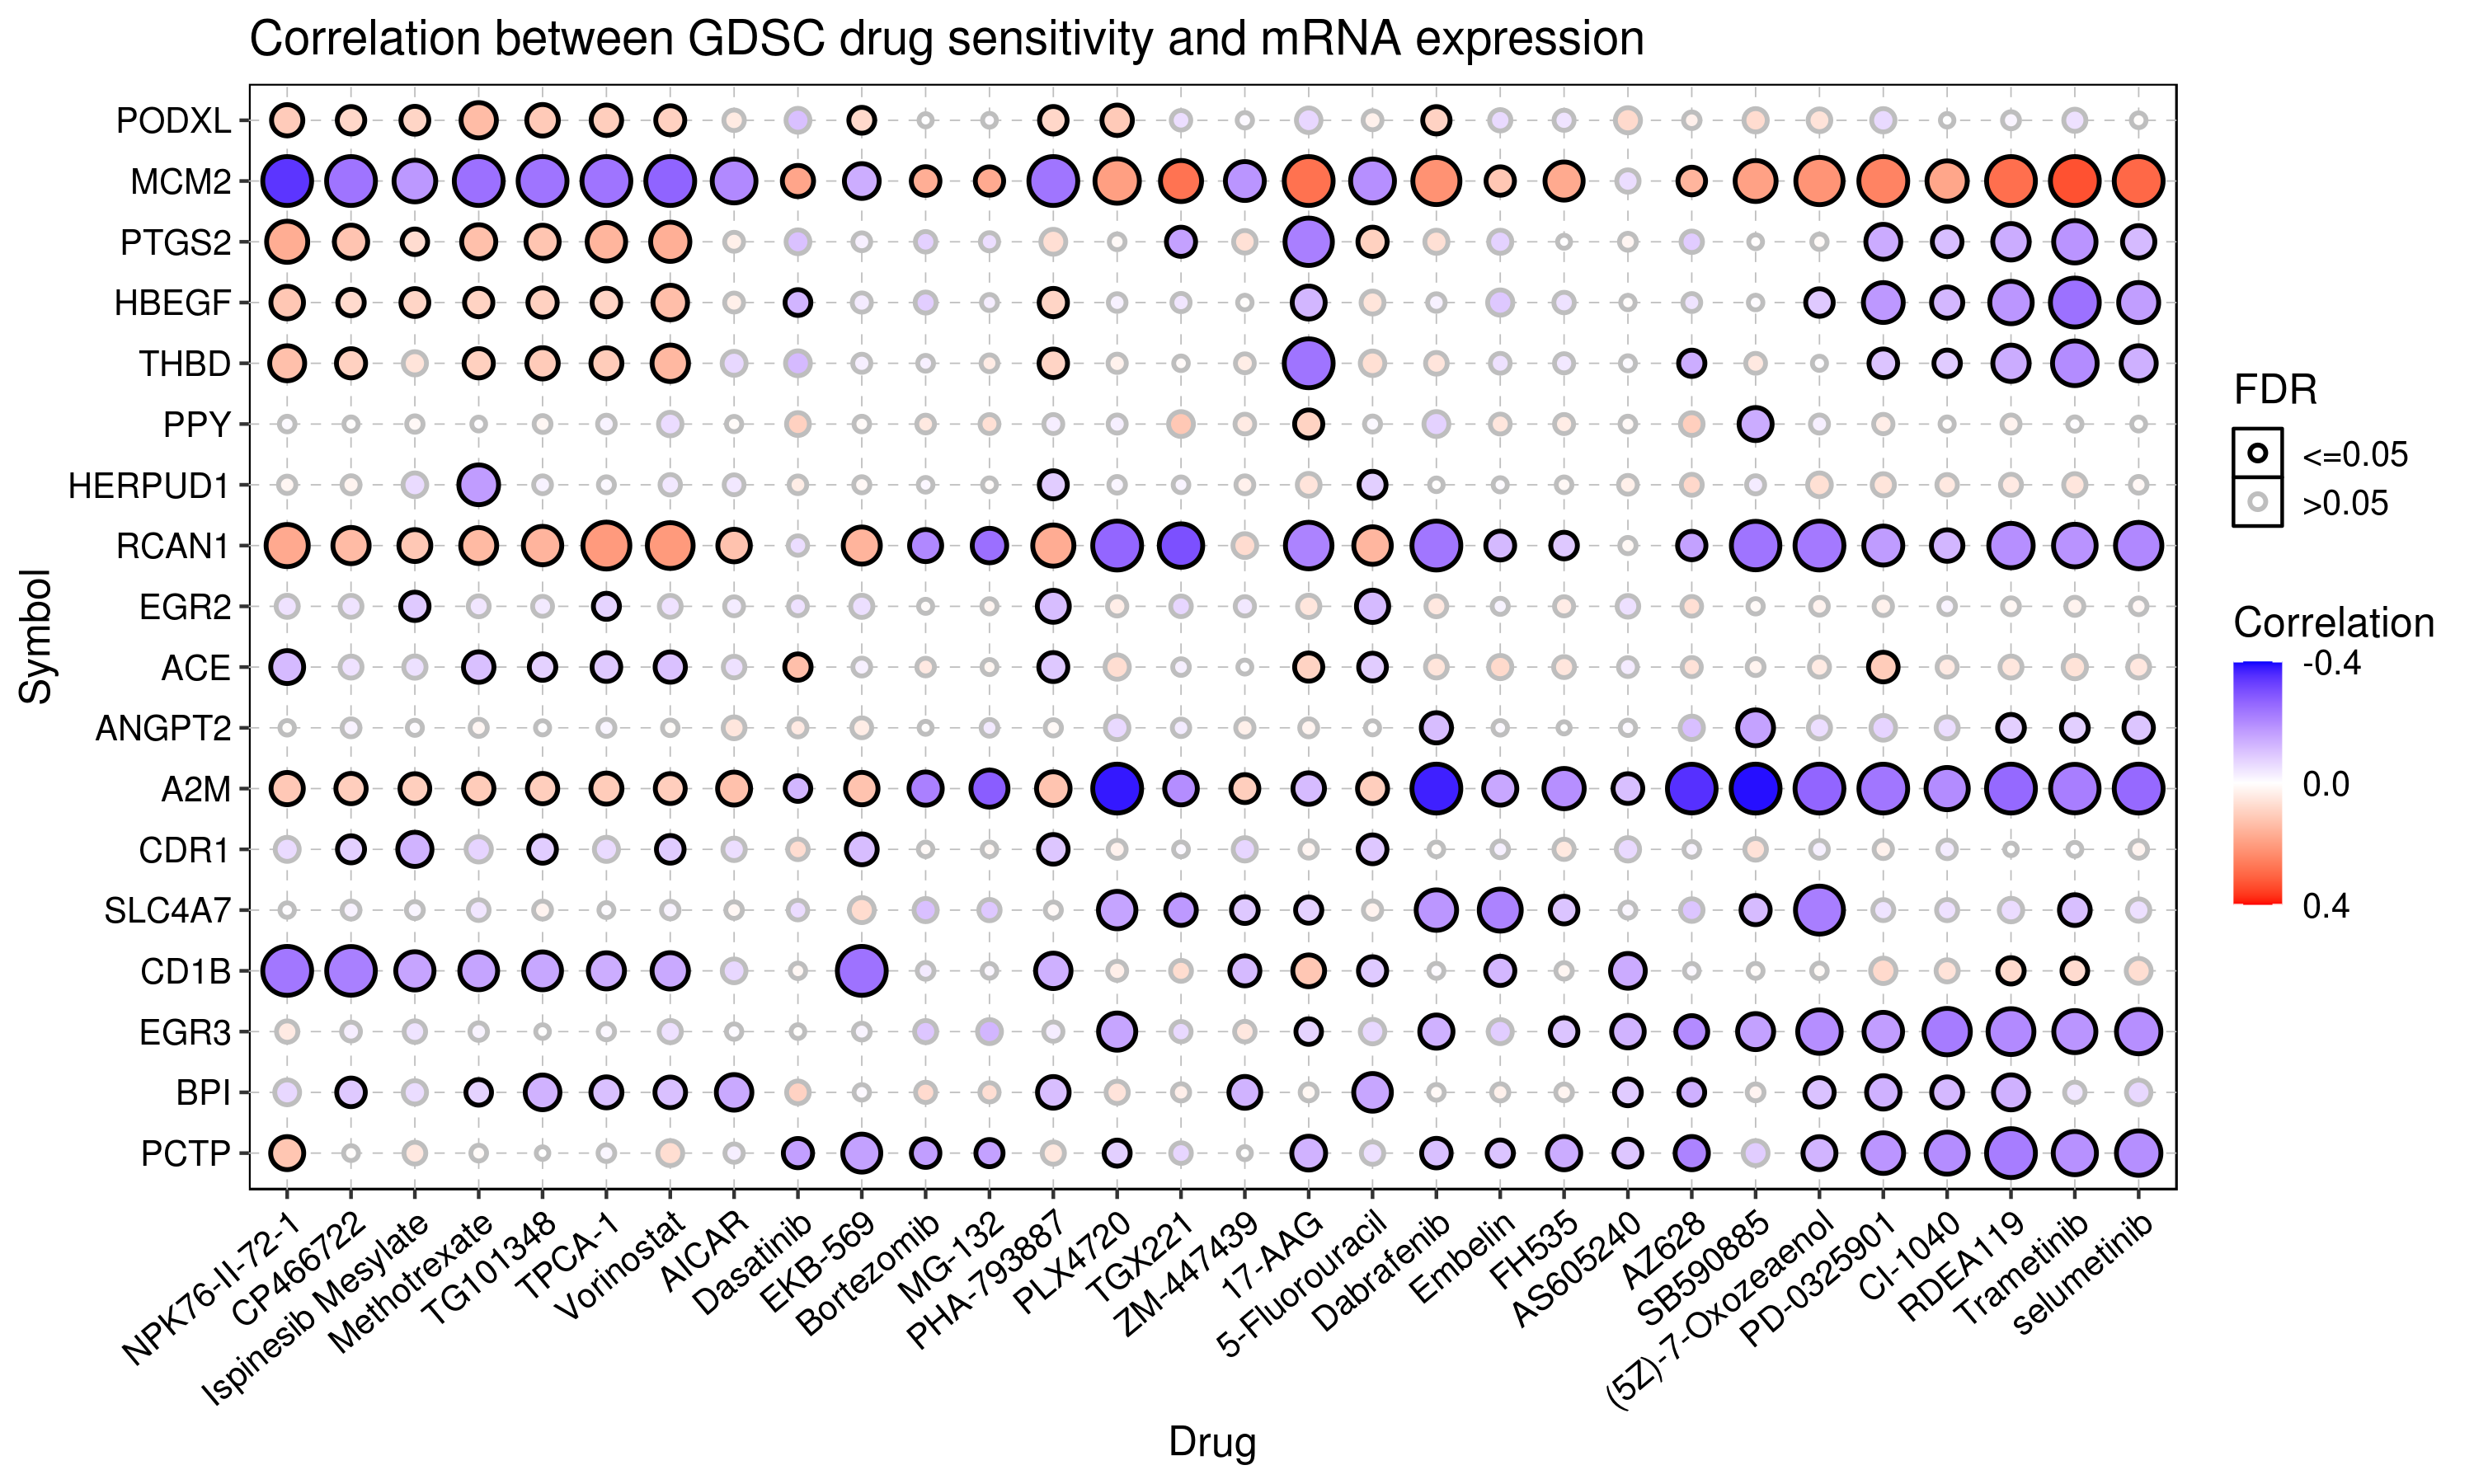 Correlation between GDSC drug sensitivity and mRNA expression
Symbol
PODXL
MCM2
PTGS2
HBEGF
THBD
PPY
HERPUD1
RCAN1
EGR2
ACE
ANGPT2
A2M
CDR1
SLC4A7
CD1B
EGR3
BPI
PCTP
NPK76-II-72-1
CP466722
Ispinesib Mesylate
Methotrexate
TG101348
TPCA-1
Vorinostat
AICAR
Dasatinib
EKB-569
Bortezomib
MG-132
PHA-793887
PLX4720
TGX221
ZM-447439
17-AAG
5-Fluorouracil
Dabrafenib
Embelin
FH535
AS605240
AZ628
SB590885
(5Z)-7-Oxozeaenol
PD-0325901
CI-1040
RDEA119
Trametinib
selumetinib
Drug
FDR
<=0.05
>0.05
Correlation
-0.4
0.0
0.4